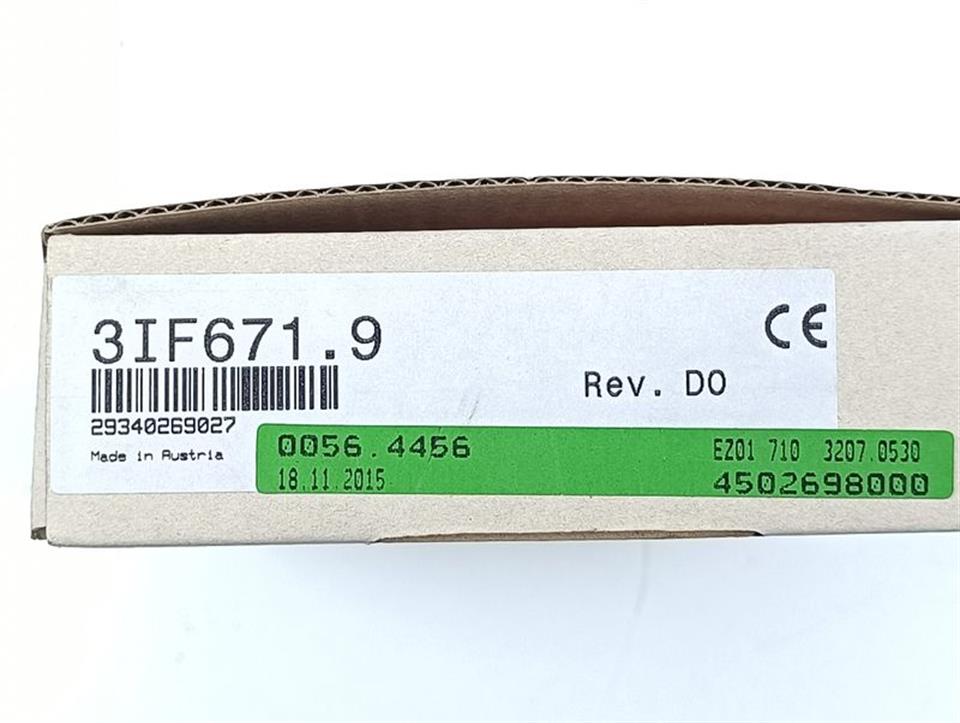 3IF671.9
CE
Rev. D0
29340269027
Made in Austria
0056.4456
EZ01 710 3207.0530
18.11.2015
4502698000